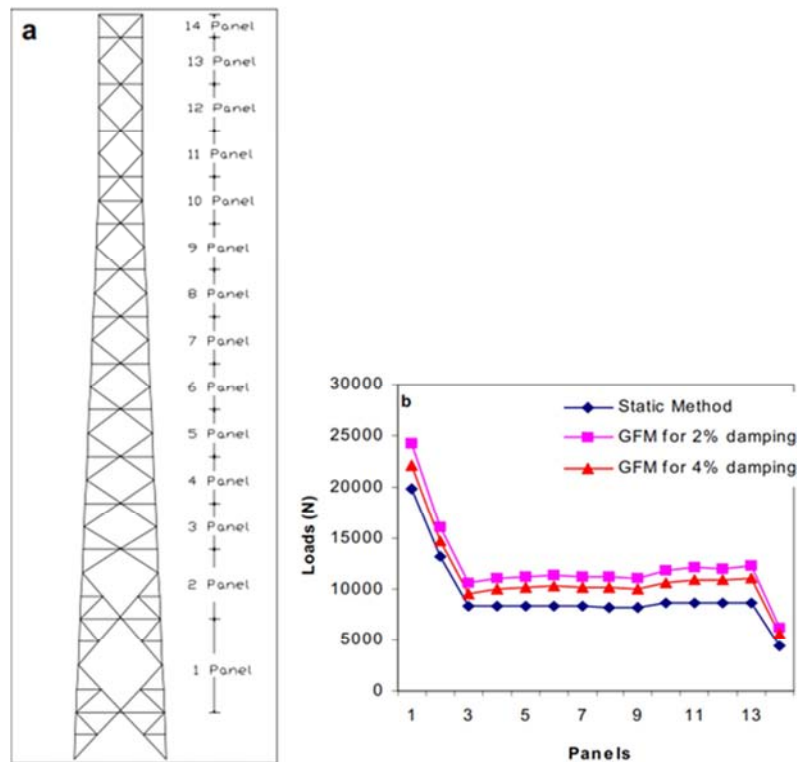 a
14 Panel
13 Panel
12 Panel
11 Panel
10 Panel
9 Panel
8 Panel
7 Panel
6 Panel
5 Panel
4 Panel
3 Panel
2 Panel
1 Panel
b
Static Method
GFM for 2% damping
GFM for 4% damping
Loads (N)
30000
25000
20000
15000
10000
5000
0
1 3 5 7 9 11 13
Panels